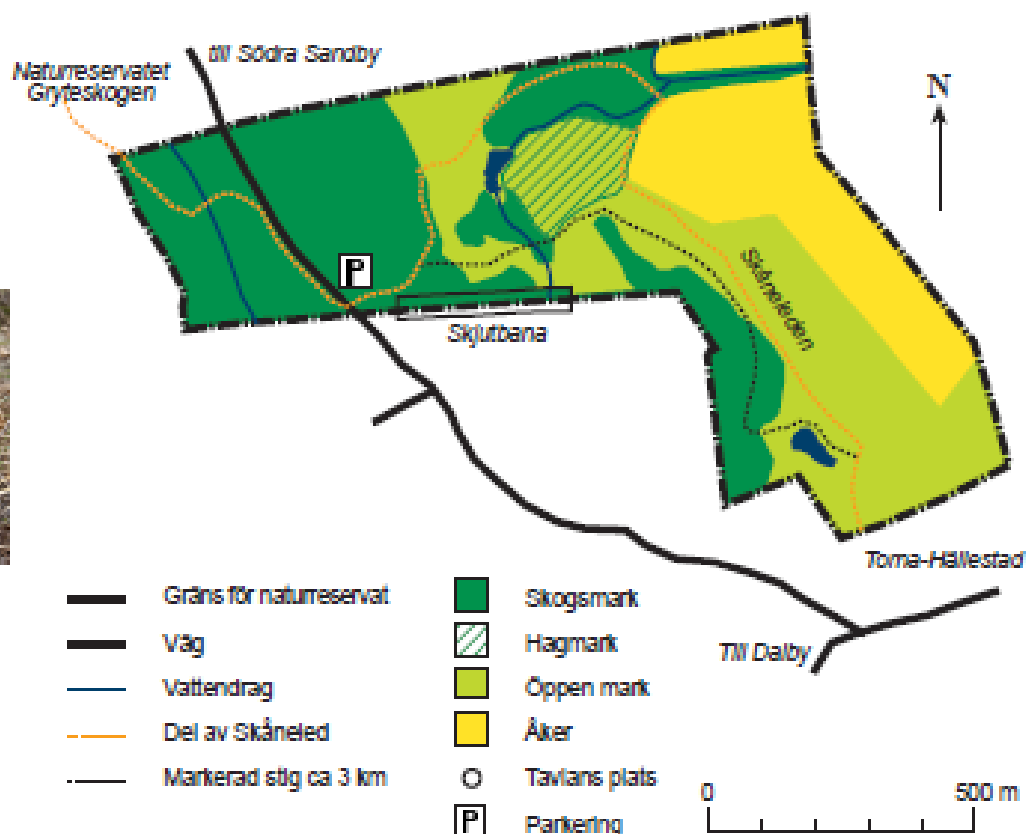 till Södra Sandby
Naturreservatet
Gryteskogen
N
P
Skåneleden
Skjutbana
Torna-Hällestad
Till Dalby
Gräns för naturreservat
Väg
Vattendrag
Del av Skåneled
Markerad stig ca 3 km
Skogsmark
Hagmark
Öppen mark
Åker
Tavlans plats
P Parkering
0 500 m